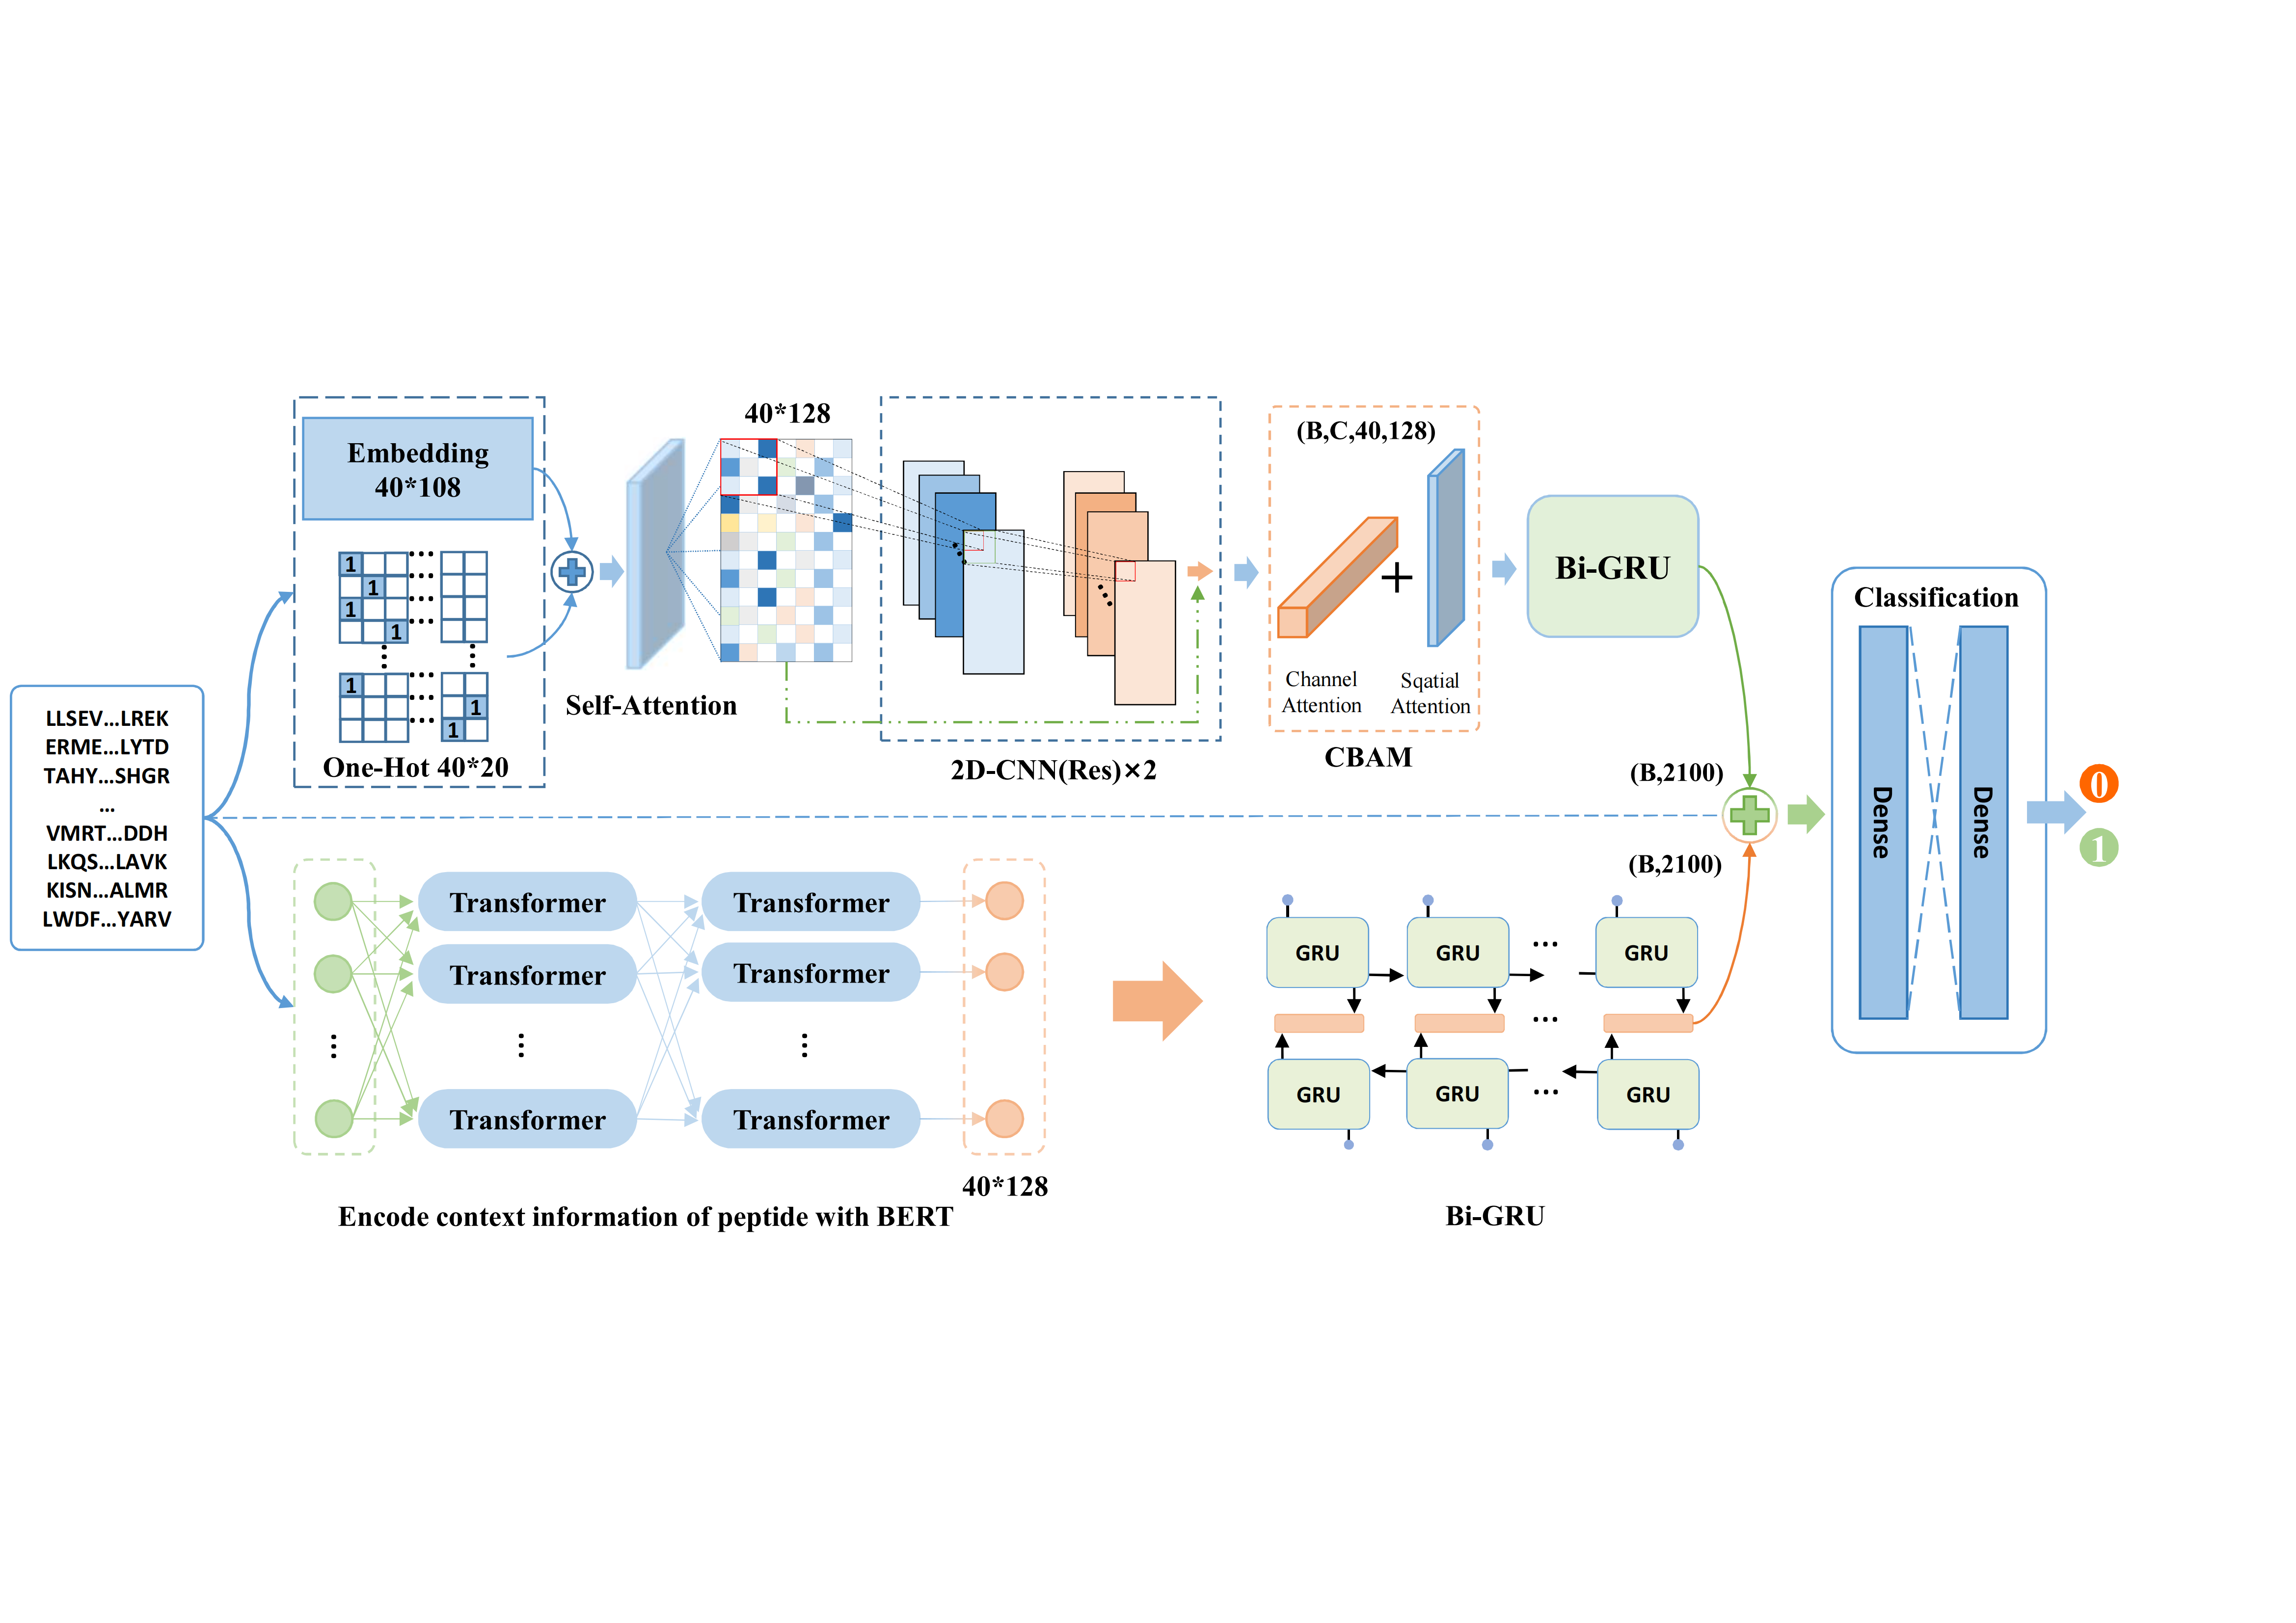 LLSEV...LREK
ERME...LYTD
TAHY...SHGR
...
VMRT...DDH
LKQS...LAVK
KISN...ALMR
LWDF...YARV
Embedding
40*108
1
1
1
1
1
1
1
One-Hot 40*20
Self-Attention
40*128
2D-CNN(Res)×2
(B,C,40,128)
+
Channel
Attention
Sqatial
Attention
CBAM
Bi-GRU
(B,2100)
(B,2100)
Transformer
Transformer
Transformer
Transformer
Transformer
Transformer
40*128
Encode context information of peptide with BERT
GRU
GRU
...
GRU
...
GRU
GRU
...
GRU
Bi-GRU
Classification
Dense
Dense
0
1